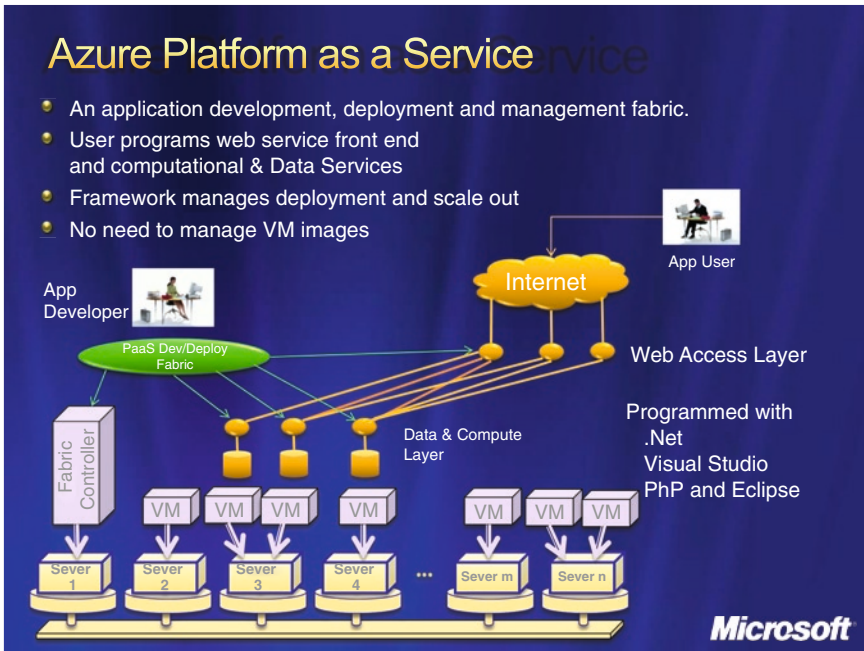 Azure Platform as a Service
An application development, deployment and management fabric.
User programs web service front end
and computational & Data Services
Framework manages deployment and scale out
No need to manage VM images
App User
Internet
App
Developer
PaaS Dev/Deploy
Fabric
Web Access Layer
Programmed with
.Net
Visual Studio
PhP and Eclipse
Data & Compute
Layer
Fabric
Controller
VM
VM
VM
VM
VM
VM
VM
Sever
1
Sever
2
Sever
3
Sever
4
...
Sever m
Sever n
Microsoft